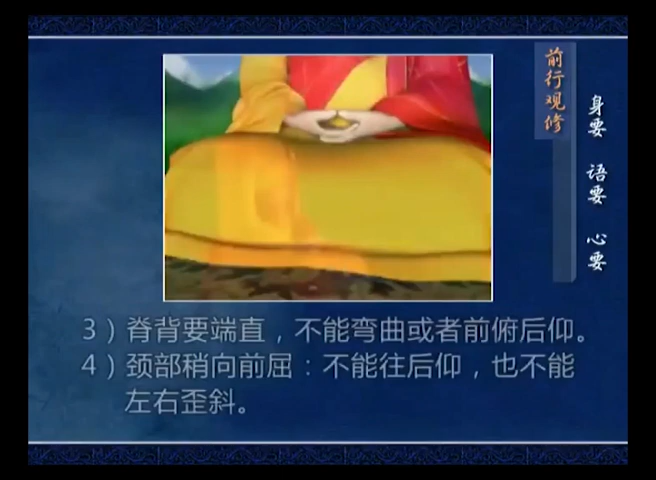 前行观修
身要 语要 心要
3）脊背要端直，不能弯曲或者前俯后仰。
4）颈部稍向前屈：不能往后仰，也不能
左右歪斜。